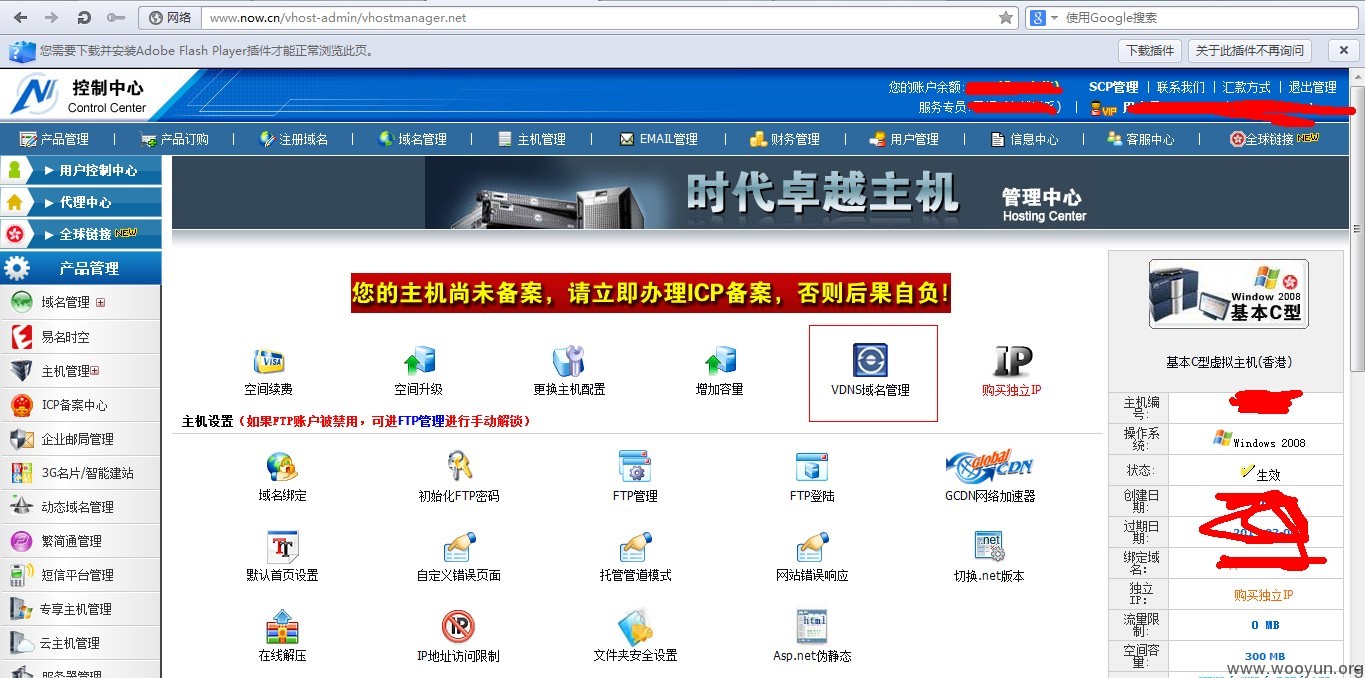 网络 www.now.cn/vhost-admin/vhostmanager.net 使用Google搜索
您需要下载并安装Adobe Flash Player插件才能正常浏览此页。 下载插件 关于此插件不再询问
控制中心
Control Center
您的账户余额: SCP管理 | 联系我们 | 汇款方式 | 退出管理
服务专员: | VIP
产品管理 | 产品订购 | 注册域名 | 域名管理 | 主机管理 | EMAIL管理 | 财务管理 | 用户管理 | 信息中心 | 客服中心 | 全球链接 NEW
用户控制中心
代理中心
全球链接 NEW
产品管理
域名管理
易名时空
主机管理
ICP备案中心
企业邮局管理
3G名片/智能建站
动态域名管理
繁简通管理
短信平台管理
专享主机管理
云主机管理
服务器管理
时代卓越主机 管理中心
Hosting Center
您的主机尚未备案，请立即办理ICP备案，否则后果自负!
VISA
IP
空间续费 空间升级 更换主机配置 增加容量 VDNS域名管理 购买独立IP
主机设置（如果FTP账户被禁用，可进FTP管理进行手动解锁）
Global CDN
域名绑定 初始化FTP密码 FTP管理 FTP登陆 GCDN网络加速器
.net
默认首页设置 自定义错误页面 托管管道模式 网站错误响应 切换.net版本
IP
html
在线解压 IP地址访问限制 文件夹安全设置 Asp.net伪静态
Window 2008
基本C型
基本C型虚拟主机(香港)
主机编号:
操作系统: Windows 2008
状态: 生效
创建日期:
过期日期:
绑定域名:
独立IP: 购买独立IP
流量限制: 0 MB
空间容量: 300 MB
www.wooyun.org